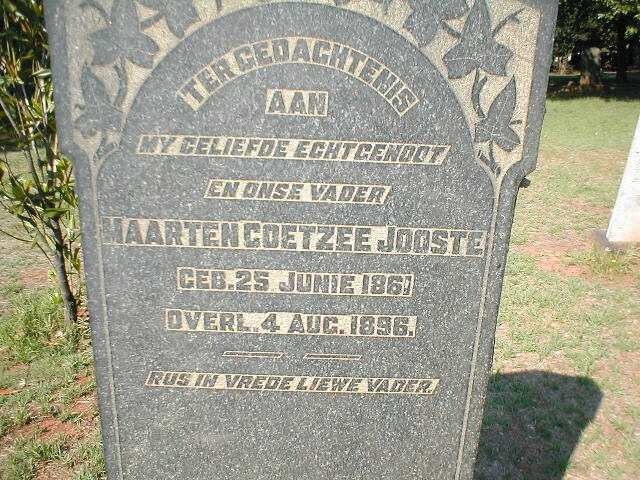 TER GEDACHTENIS
AAN
MY GELIEFDE ECHTGENOOT
EN ONSE VADER
MAARTEN COETZEE JOOSTE
GEB. 25 JUNIE 1861
OVERL. 4 AUG. 1896.
RUS IN VREDE LIEWE VADER.